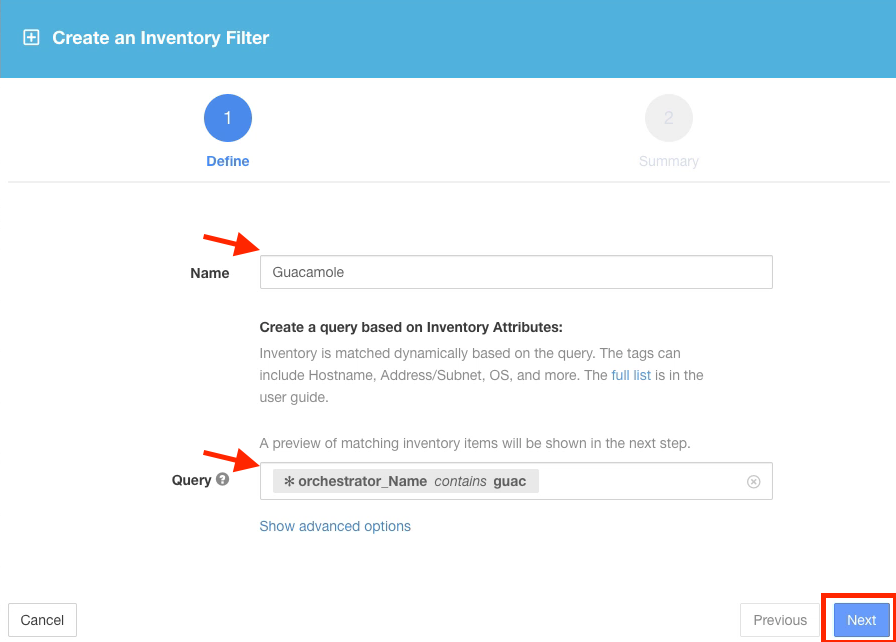 Create an Inventory Filter
1
2
Define
Summary
Name
Guacamole
Create a query based on Inventory Attributes:
Inventory is matched dynamically based on the query. The tags can
include Hostname, Address/Subnet, OS, and more. The full list is in the
user guide.
A preview of matching inventory items will be shown in the next step.
Query ?
✻ orchestrator_Name contains guac
Show advanced options
Cancel
Previous
Next